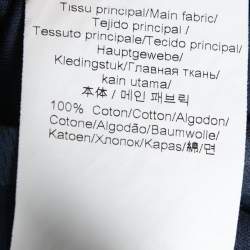 Tissu principal/Main fabric/
Tejido principal /
Tessuto principale/Tecido principal/
Hauptgewebe/
Kledingstuk/Главная ткань/
kain utama/
本体 / 메인 패브릭
100% Coton/Cotton/Algodon/
Cotone/Algodão/Baumwolle/
Katoen/Хлопок/Kapas/綿/면